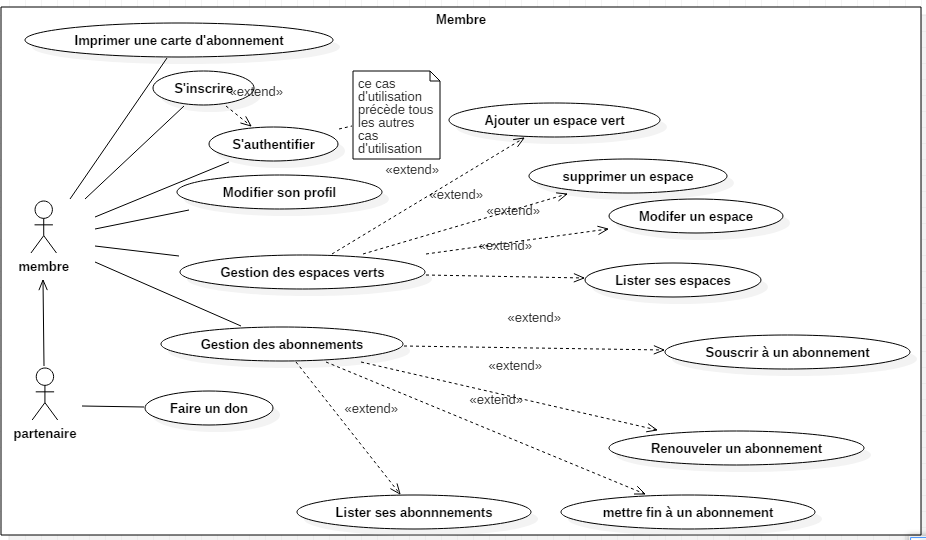 Membre
Imprimer une carte d'abonnement
S'inscrire
«extend»
ce cas
d'utilisation
précède tous
les autres
cas
d'utilisation
Ajouter un espace vert
S'authentifier
«extend»
supprimer un espace
Modifier son profil
«extend»
«extend»
Modifer un espace
«extend»
membre
Gestion des espaces verts
Lister ses espaces
«extend»
Gestion des abonnements
Souscrir à un abonnement
«extend»
«extend»
«extend»
Faire un don
partenaire
Renouveler un abonnement
Lister ses abonnnements
mettre fin à un abonnement